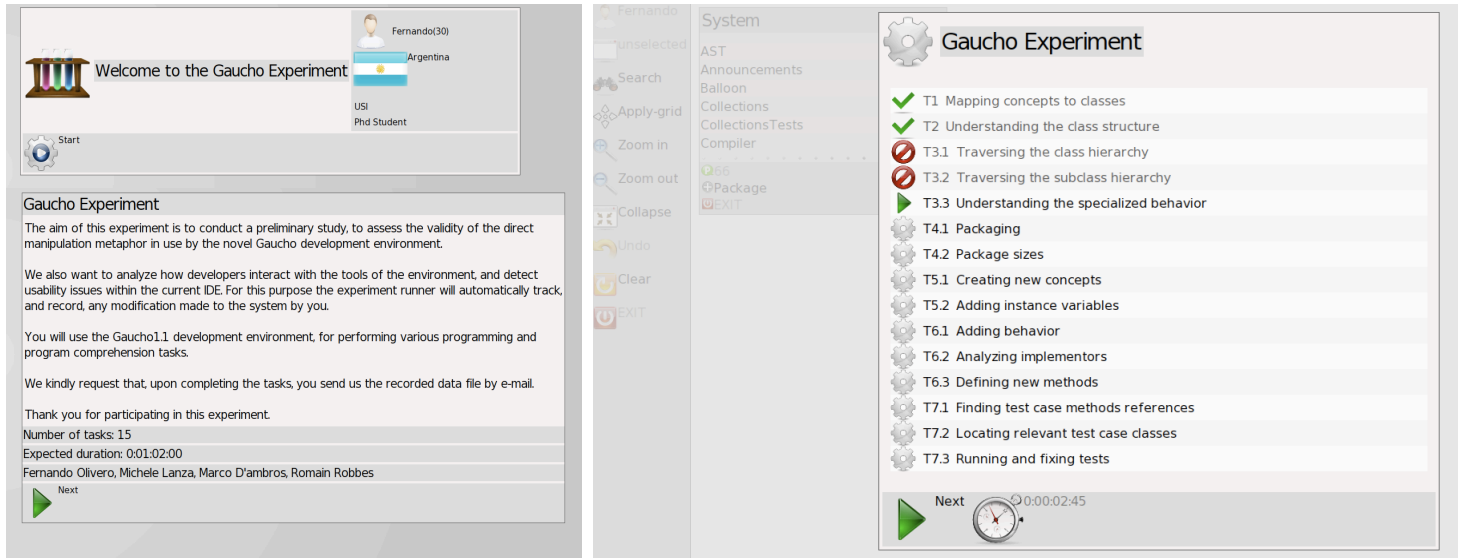 Fernando(30)
Argentina
Welcome to the Gaucho Experiment
USI
Phd Student
Start
Gaucho Experiment
The aim of this experiment is to conduct a preliminary study, to assess the validity of the direct
manipulation metaphor in use by the novel Gaucho development environment.
We also want to analyze how developers interact with the tools of the environment, and detect
usability issues within the current IDE. For this purpose the experiment runner will automatically track,
and record, any modification made to the system by you.
You will use the Gaucho1.1 development environment, for performing various programming and
program comprehension tasks.
We kindly request that, upon completing the tasks, you send us the recorded data file by e-mail.
Thank you for participating in this experiment.
Number of tasks: 15
Expected duration: 0:01:02:00
Fernando Olivero, Michele Lanza, Marco D'ambros, Romain Robbes
Next
Fernando
unselected
Search
Apply-grid
Zoom in
Zoom out
Collapse
Undo
Clear
EXIT
System
AST
Announcements
Balloon
Collections
CollectionsTests
Compiler
66
Package
EXIT
Gaucho Experiment
T1 Mapping concepts to classes
T2 Understanding the class structure
T3.1 Traversing the class hierarchy
T3.2 Traversing the subclass hierarchy
T3.3 Understanding the specialized behavior
T4.1 Packaging
T4.2 Package sizes
T5.1 Creating new concepts
T5.2 Adding instance variables
T6.1 Adding behavior
T6.2 Analyzing implementors
T6.3 Defining new methods
T7.1 Finding test case methods references
T7.2 Locating relevant test case classes
T7.3 Running and fixing tests
Next
0:00:02:45